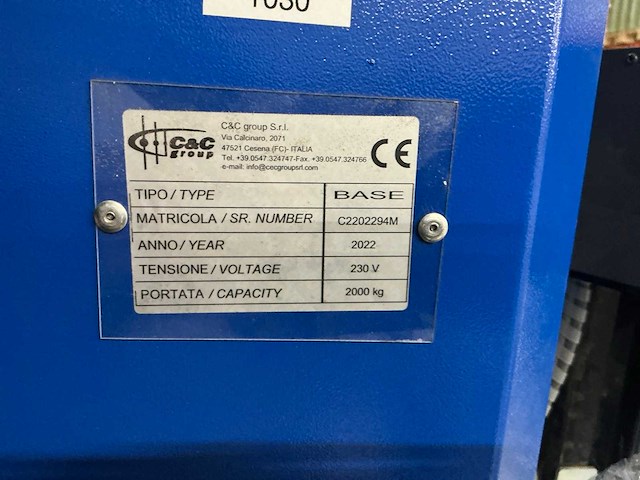 1030
C&C
group
C&C group S.r.l.
Via Calcinaro, 2071
47521 Cesena (FC)- ITALIA
Tel. +39.0547.324747-Fax. +39.0547.324766
e-mail: info@cecgroupsrl.com
CE
TIPO / TYPE BASE
MATRICOLA / SR. NUMBER C2202294M
ANNO / YEAR 2022
TENSIONE / VOLTAGE 230 V
PORTATA / CAPACITY 2000 kg